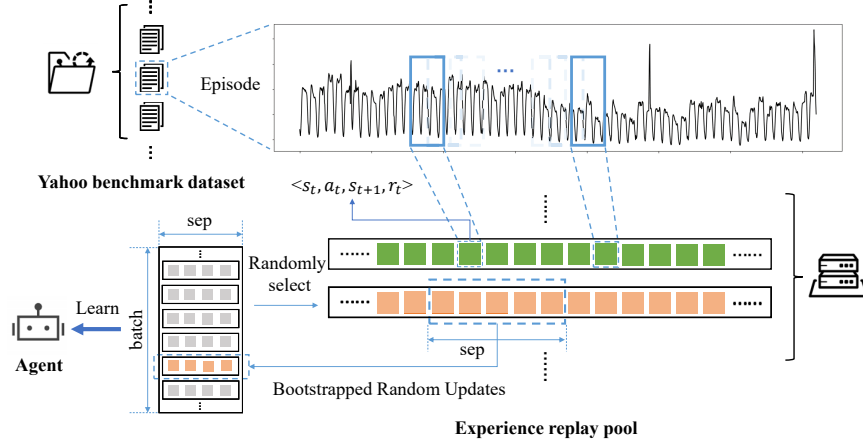 Episode
...
Yahoo benchmark dataset
<s_t, a_t, s_{t+1}, r_t>
sep
......
......
Randomly
select
......
......
Learn
batch
Agent
sep
Bootstrapped Random Updates
Experience replay pool